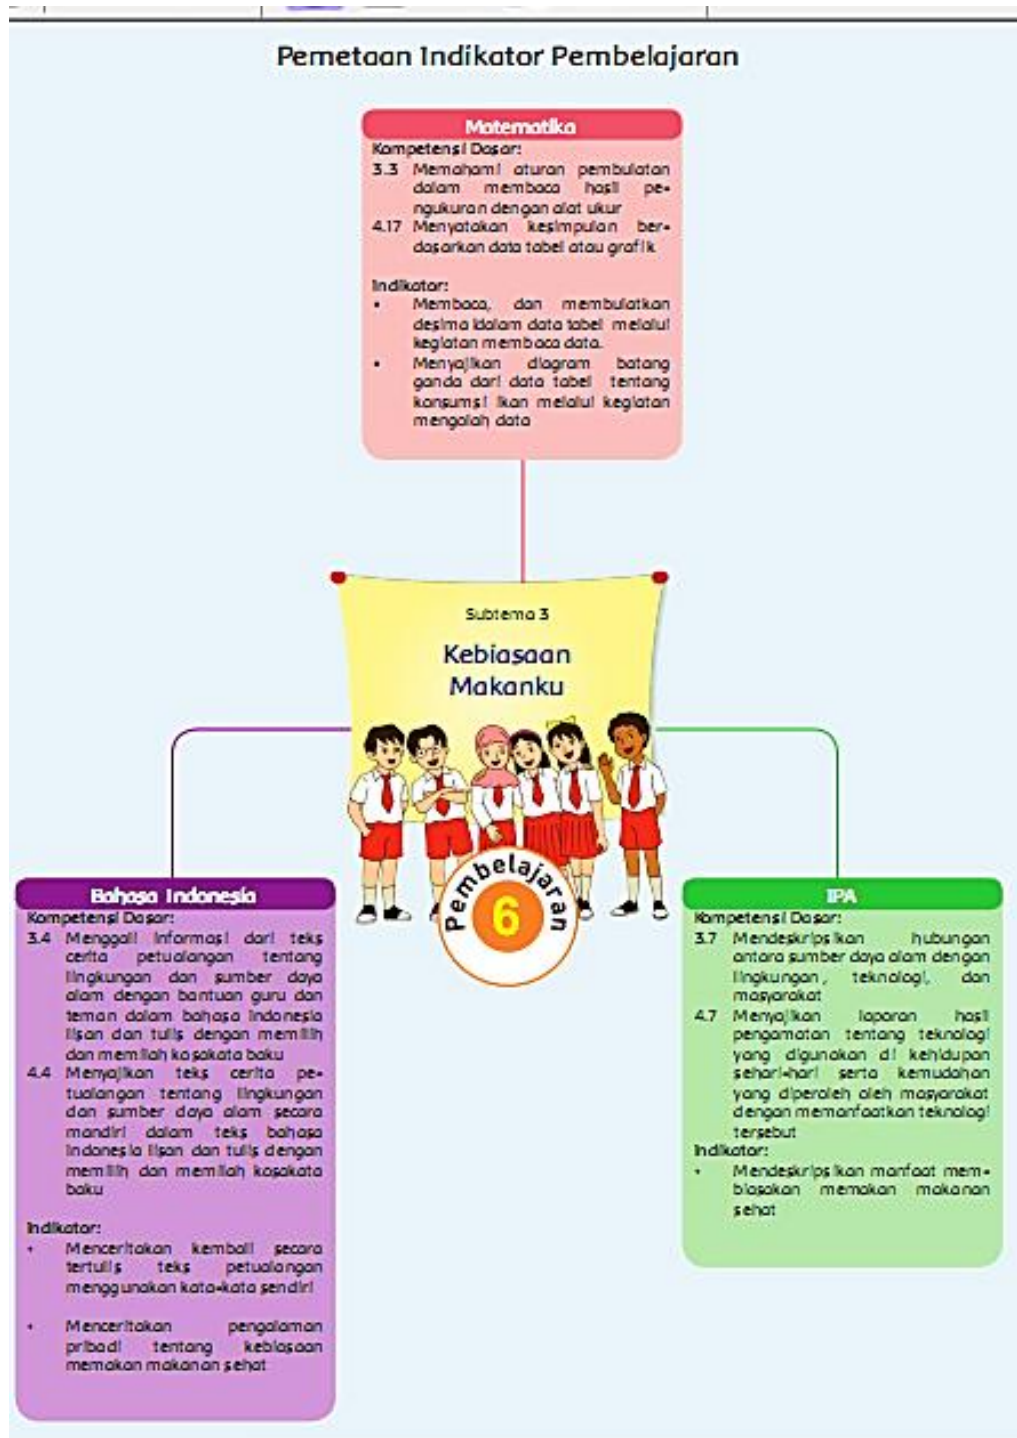 Pemetaan Indikator Pembelajaran
Matematika
Kompetensi Dasar:
3.3 Memahami aturan pembulatan
dalam membaca hasil pe-
ngukuran dengan alat ukur
4.17 Menyatakan kesimpulan ber-
dasarkan data tabel atau grafik
Indikator:
• Membaca, dan membulatkan
desima ldalam data tabel melalui
kegiatan membaca data.
• Menyajikan diagram batang
ganda dari data tabel tentang
konsumsi ikan melalui kegiatan
mengolah data
Subtema 3
Kebiasaan
Makanku
Pembelajaran
6
Bahasa Indonesia
Kompetensi Dasar:
3.4 Menggali informasi dari teks
cerita petualangan tentang
lingkungan dan sumber daya
alam dengan bantuan guru dan
teman dalam bahasa Indonesia
lisan dan tulis dengan memilih
dan memilah kosakata baku
4.4 Menyajikan teks cerita pe-
tualangan tentang lingkungan
dan sumber daya alam secara
mandiri dalam teks bahasa
Indonesia lisan dan tulis dengan
memilih dan memilah kosakata
baku
Indikator:
• Menceritakan kembali secara
tertulis teks petualangan
menggunakan kata-kata sendiri
• Menceritakan pengalaman
pribadi tentang kebiasaan
memakan makanan sehat
IPA
Kompetensi Dasar:
3.7 Mendeskripsikan hubungan
antara sumber daya alam dengan
lingkungan, teknologi, dan
masyarakat
4.7 Menyajikan laporan hasil
pengamatan tentang teknologi
yang digunakan di kehidupan
sehari-hari serta kemudahan
yang diperoleh oleh masyarakat
dengan memanfaatkan teknologi
tersebut
Indikator:
• Mendeskripsikan manfaat mem-
biasakan memakan makanan
sehat